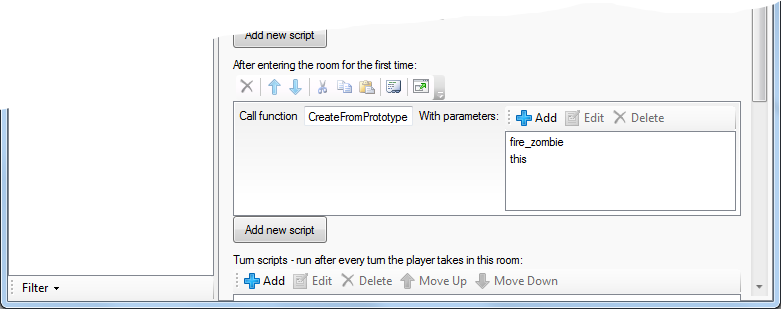 Add new script
After entering the room for the first time:
Call function CreateFromPrototype With parameters: Add Edit Delete
fire_zombie
this
Add new script
Turn scripts - run after every turn the player takes in this room:
Filter Add Edit Delete Move Up Move Down